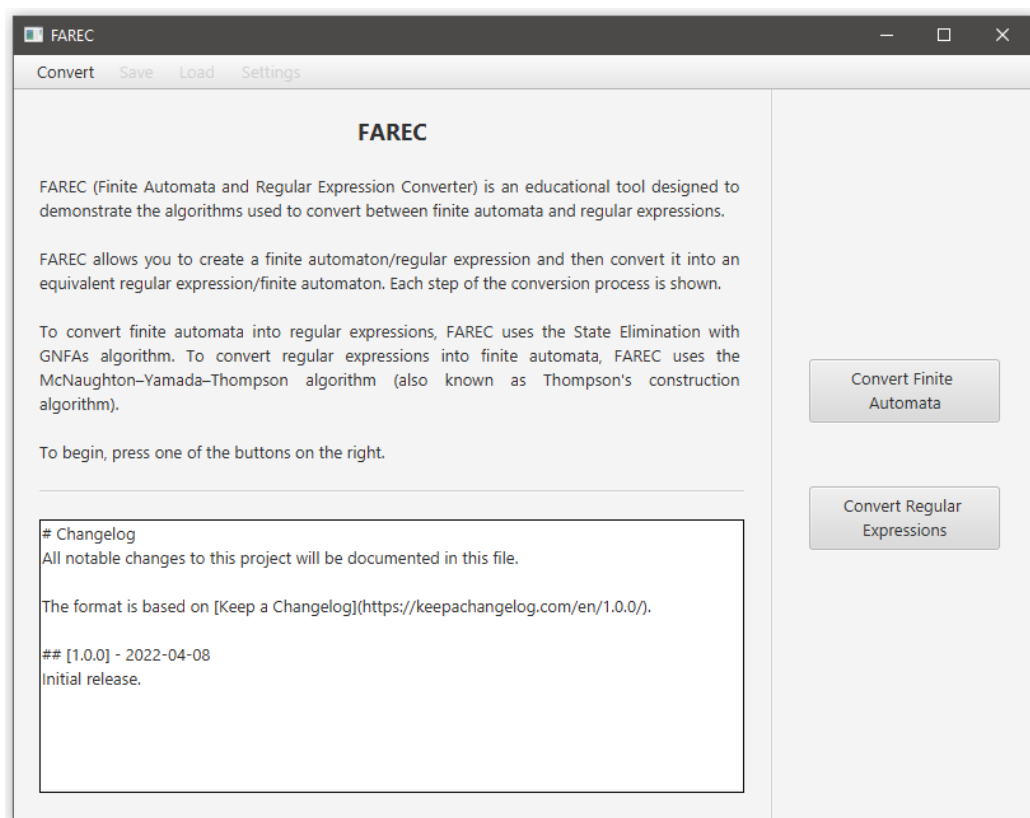 FAREC
Convert Save Load Settings
FAREC
FAREC (Finite Automata and Regular Expression Converter) is an educational tool designed to
demonstrate the algorithms used to convert between finite automata and regular expressions.
FAREC allows you to create a finite automaton/regular expression and then convert it into an
equivalent regular expression/finite automaton. Each step of the conversion process is shown.
To convert finite automata into regular expressions, FAREC uses the State Elimination with
GNFAs algorithm. To convert regular expressions into finite automata, FAREC uses the
McNaughton–Yamada–Thompson algorithm (also known as Thompson's construction
algorithm).
To begin, press one of the buttons on the right.
# Changelog
All notable changes to this project will be documented in this file.
The format is based on [Keep a Changelog](https://keepachangelog.com/en/1.0.0/).
## [1.0.0] - 2022-04-08
Initial release.
Convert Finite
Automata
Convert Regular
Expressions